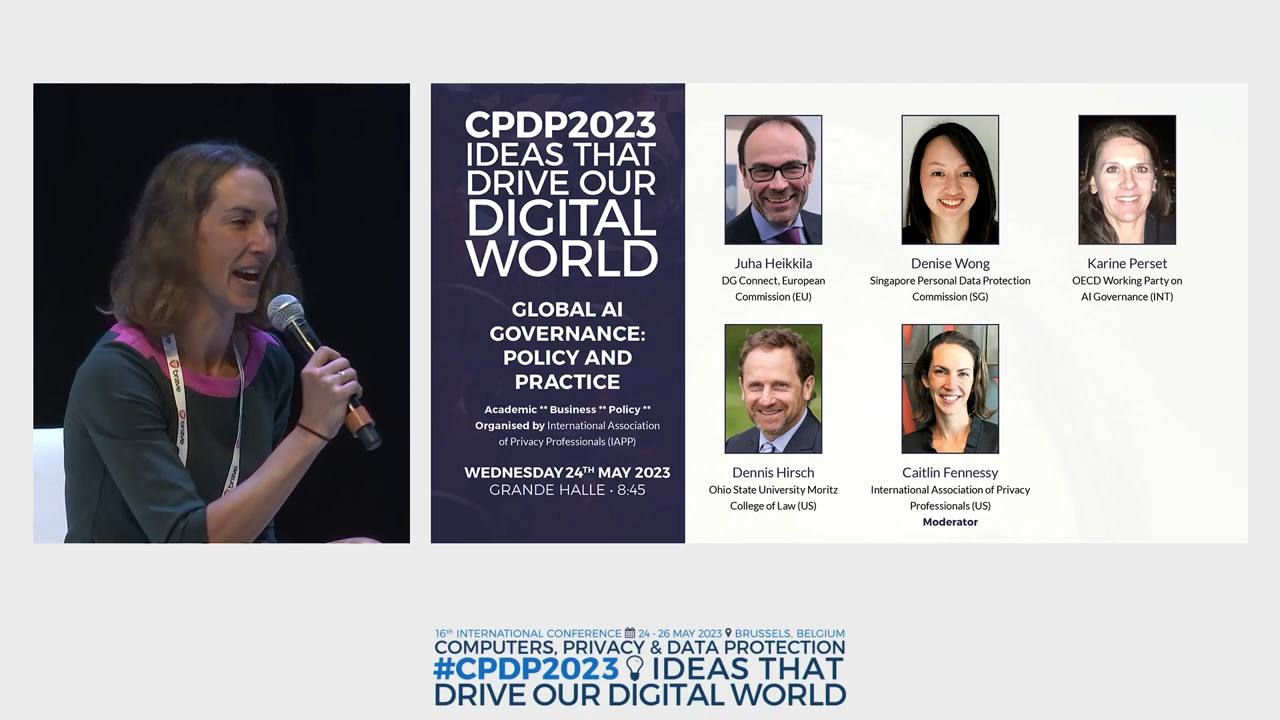 CPDP2023
IDEAS THAT
DRIVE OUR
DIGITAL
WORLD
GLOBAL AI
GOVERNANCE:
POLICY AND
PRACTICE
Academic ** Business ** Policy **
Organised by International Association
of Privacy Professionals (IAPP)
WEDNESDAY 24TH MAY 2023
GRANDE HALLE • 8:45
Juha Heikkila
DG Connect, European
Commission (EU)
Denise Wong
Singapore Personal Data Protection
Commission (SG)
Karine Perset
OECD Working Party on
AI Governance (INT)
Dennis Hirsch
Ohio State University Moritz
College of Law (US)
Caitlin Fennessy
International Association of Privacy
Professionals (US)
Moderator
brave
brave
16th INTERNATIONAL CONFERENCE 24 - 26 MAY 2023 BRUSSELS, BELGIUM
COMPUTERS, PRIVACY & DATA PROTECTION
#CPDP2023 IDEAS THAT
DRIVE OUR DIGITAL WORLD